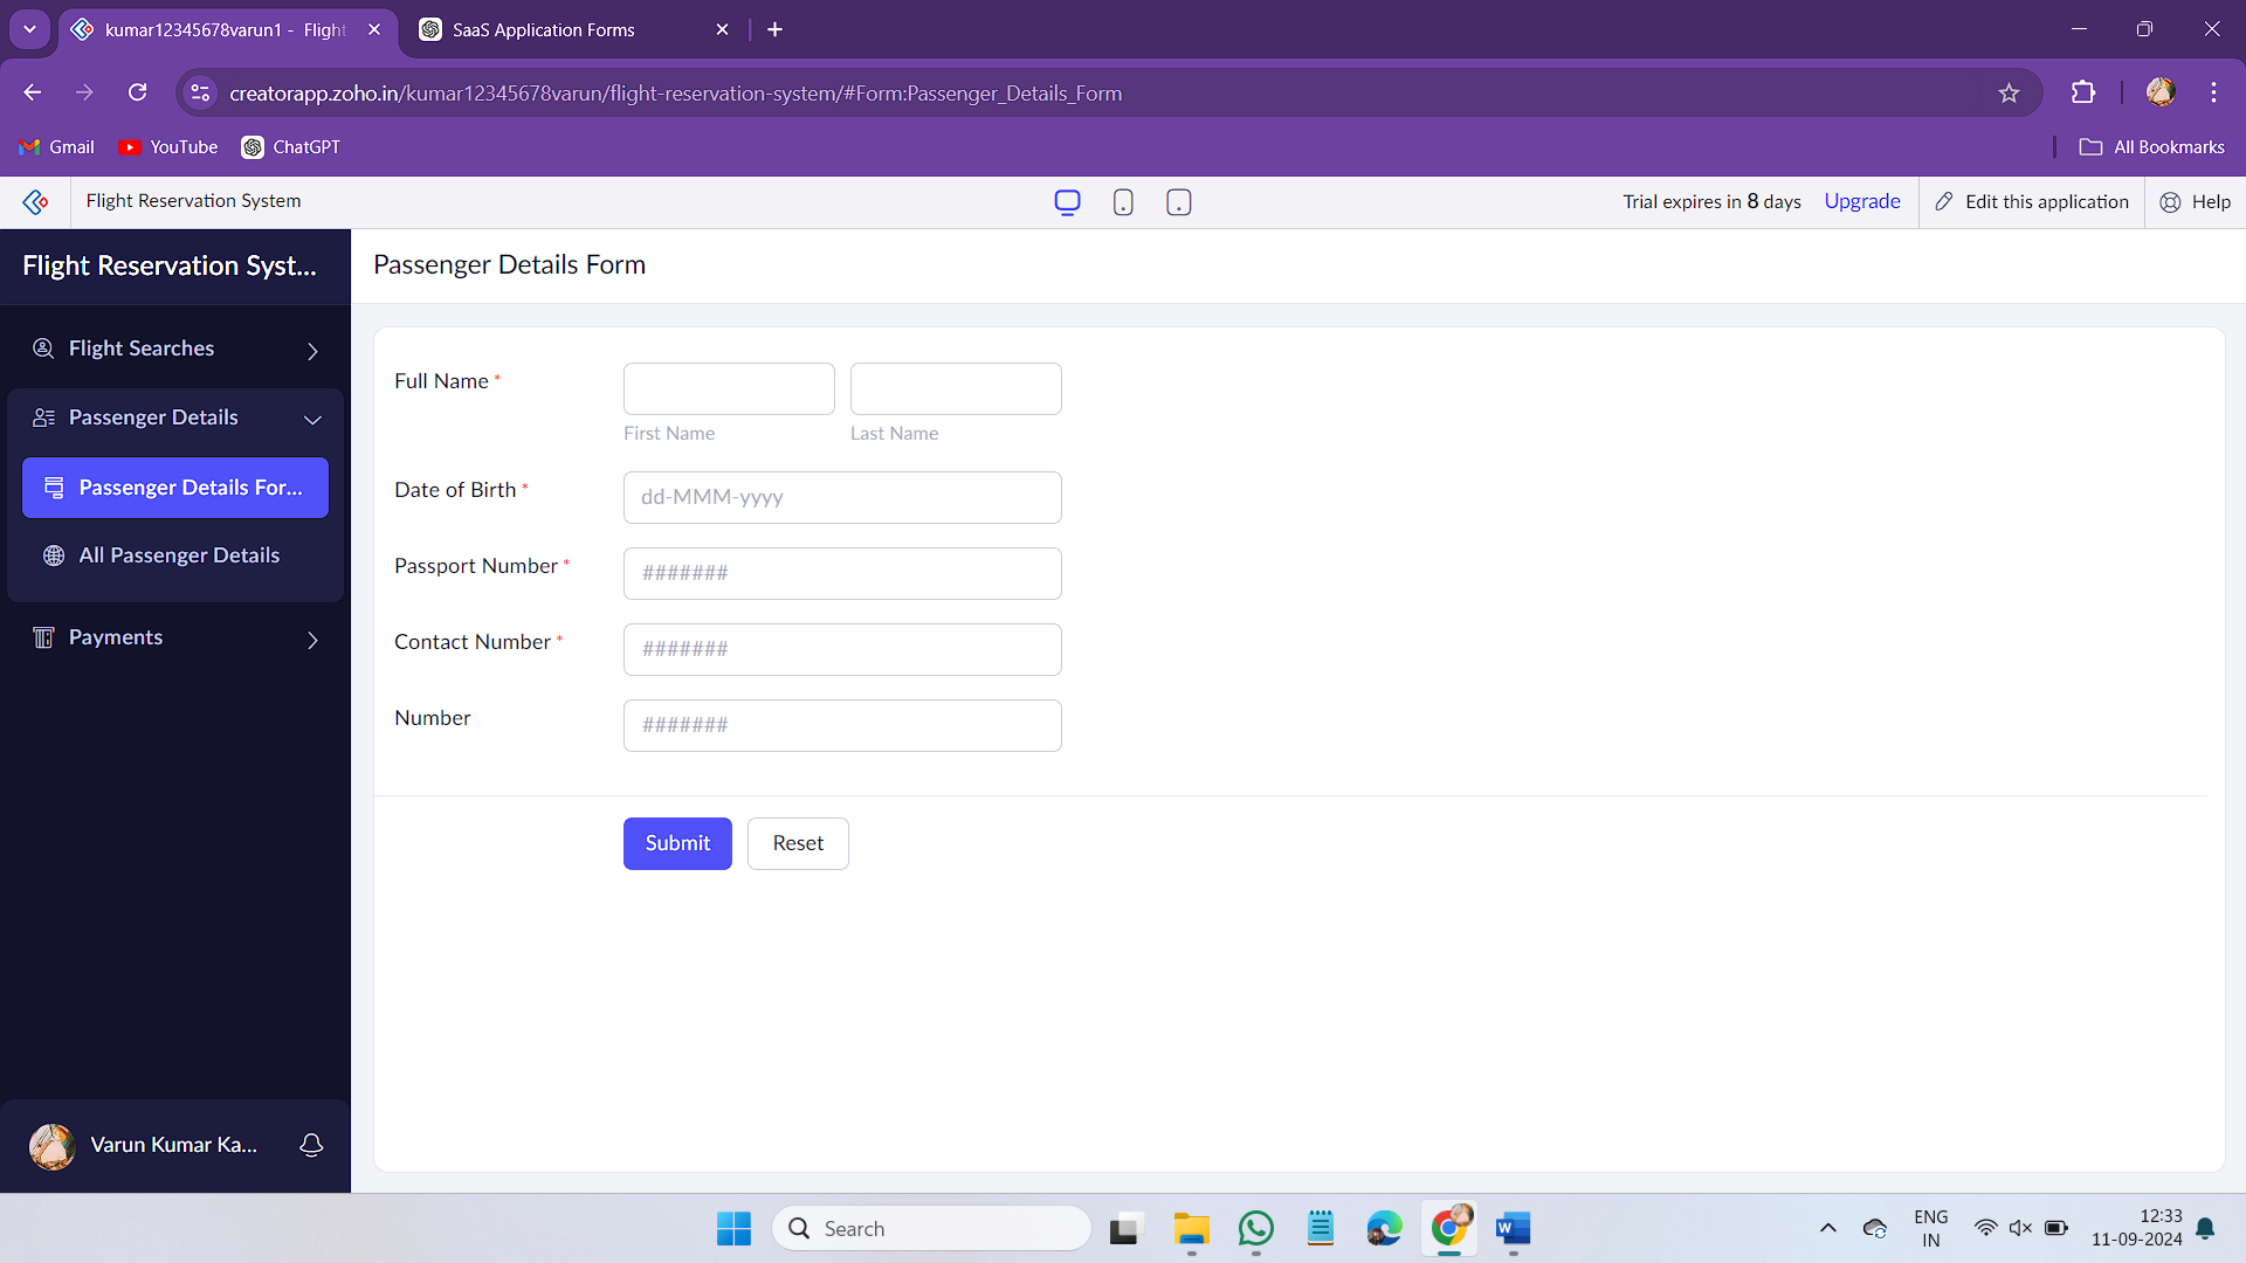 kumar12345678varun1 - Flight
SaaS Application Forms
creatorapp.zoho.in/kumar12345678varun/flight-reservation-system/#Form:Passenger_Details_Form
Gmail
YouTube
ChatGPT
All Bookmarks
Flight Reservation System
Trial expires in 8 days
Upgrade
Edit this application
Help
Flight Reservation Syst...
Passenger Details Form
Flight Searches
Passenger Details
Passenger Details For...
All Passenger Details
Payments
Full Name *
First Name
Last Name
Date of Birth *
dd-MMM-yyyy
Passport Number *
#######
Contact Number *
#######
Number
#######
Submit
Reset
Varun Kumar Ka...
Search
ENG
IN
12:33
11-09-2024